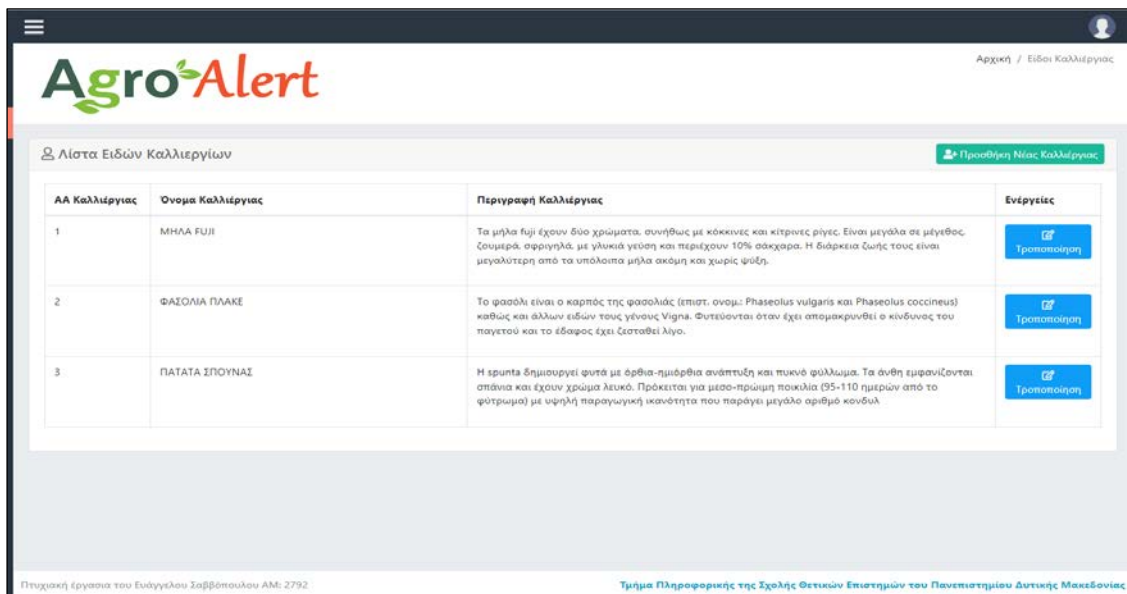 Αρχική / Είδοι Καλλιέργιας
Agro Alert
Λίστα Ειδών Καλλιεργίων
Προσθήκη Νέας Καλλιέργιας
ΑΑ Καλλιέργιας Όνομα Καλλιέργιας Περιγραφή Καλλιέργιας Ενέργείες
1 ΜΗΛΑ FUJI Τα μήλα fuji έχουν δύο χρώματα, συνήθως με κόκκινες και κίτρινες ρίγες. Είναι μεγάλα σε μέγεθος,
ζουμερά, σφριγηλά, με γλυκιά γεύση και περιέχουν 10% σάκχαρα. Η διάρκεια ζωής τους είναι
μεγαλύτερη από τα υπόλοιπα μήλα ακόμη και χωρίς ψύξη.
Τροποποίηση
2 ΦΑΣΟΛΙΑ ΠΛΑΚΕ Το φασόλι είναι ο καρπός της φασολιάς (επιστ. ονομ.: Phaseolus vulgaris και Phaseolus coccineus)
καθώς και άλλων ειδών τους γένους Vigna. Φυτεύονται όταν έχει απομακρυνθεί ο κίνδυνος του
παγετού και το έδαφος έχει ζεσταθεί λίγο.
Τροποποίηση
3 ΠΑΤΑΤΑ ΣΠΟΥΝΑΣ Η spunta δημιουργεί φυτά με όρθια-ημιόρθια ανάπτυξη και πυκνό φύλλωμα. Τα άνθη εμφανίζονται
σπάνια και έχουν χρώμα λευκό. Πρόκειται για μεσο-πρώιμη ποικιλία (95-110 ημερών από το
φύτρωμα) με υψηλή παραγωγική ικανότητα που παράγει μεγάλο αριθμό κονδυλ
Τροποποίηση
Πτυχιακή έργασια του Ευάγγελου Σαββόπουλου ΑΜ: 2792
Τμήμα Πληροφορικής της Σχολής Θετικών Επιστημών του Πανεπιστημίου Δυτικής Μακεδονίας